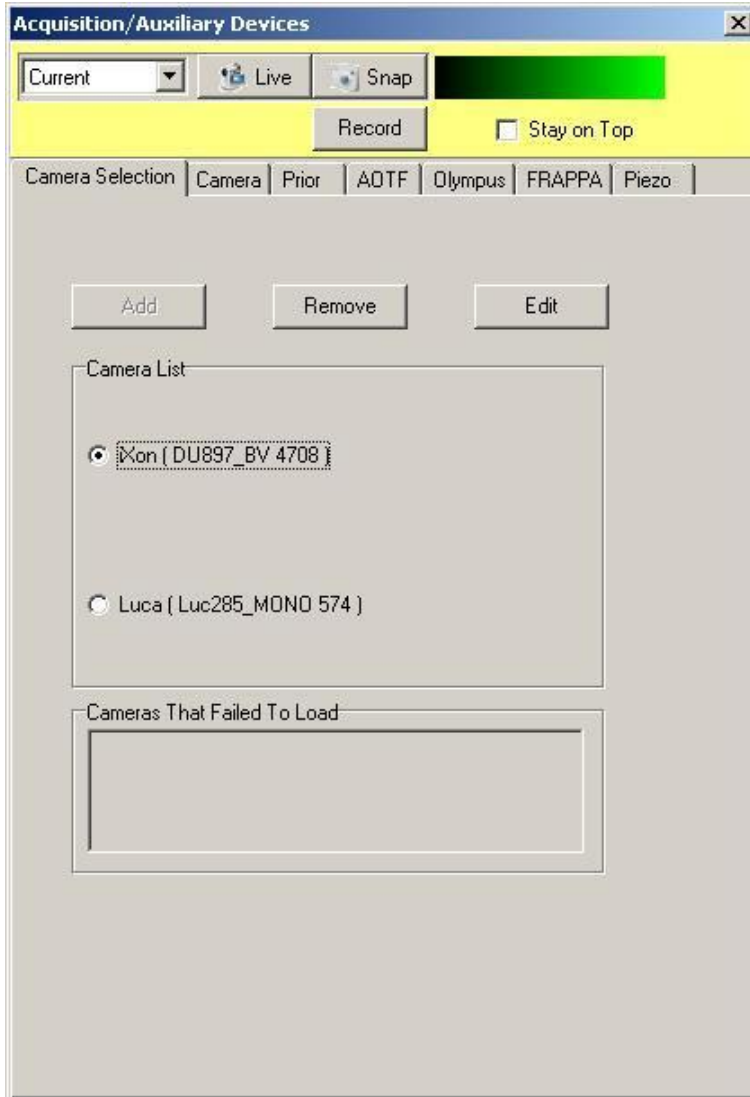 Acquisition/Auxiliary Devices
Current Live Snap
Record Stay on Top
Camera Selection Camera Prior AOTF Olympus FRAPPA Piezo
Add Remove Edit
Camera List
iXon ( DU897_BV 4708 )
Luca ( Luc285_MONO 574 )
Cameras That Failed To Load